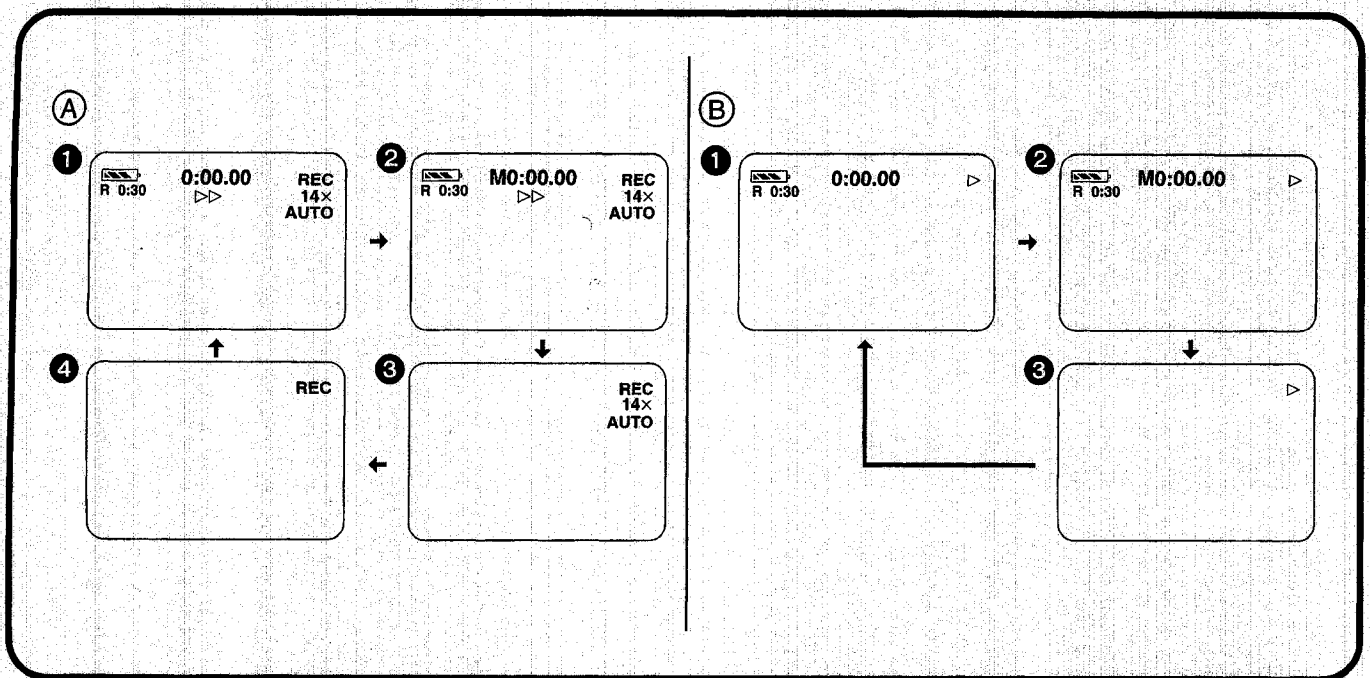 A
1
0:00.00
R 0:30
▷▷
REC
14×
AUTO
2
M0:00.00
R 0:30
▷▷
REC
14×
AUTO
4
REC
3
REC
14×
AUTO
B
1
0:00.00
R 0:30
▷
2
M0:00.00
R 0:30
▷
3
▷